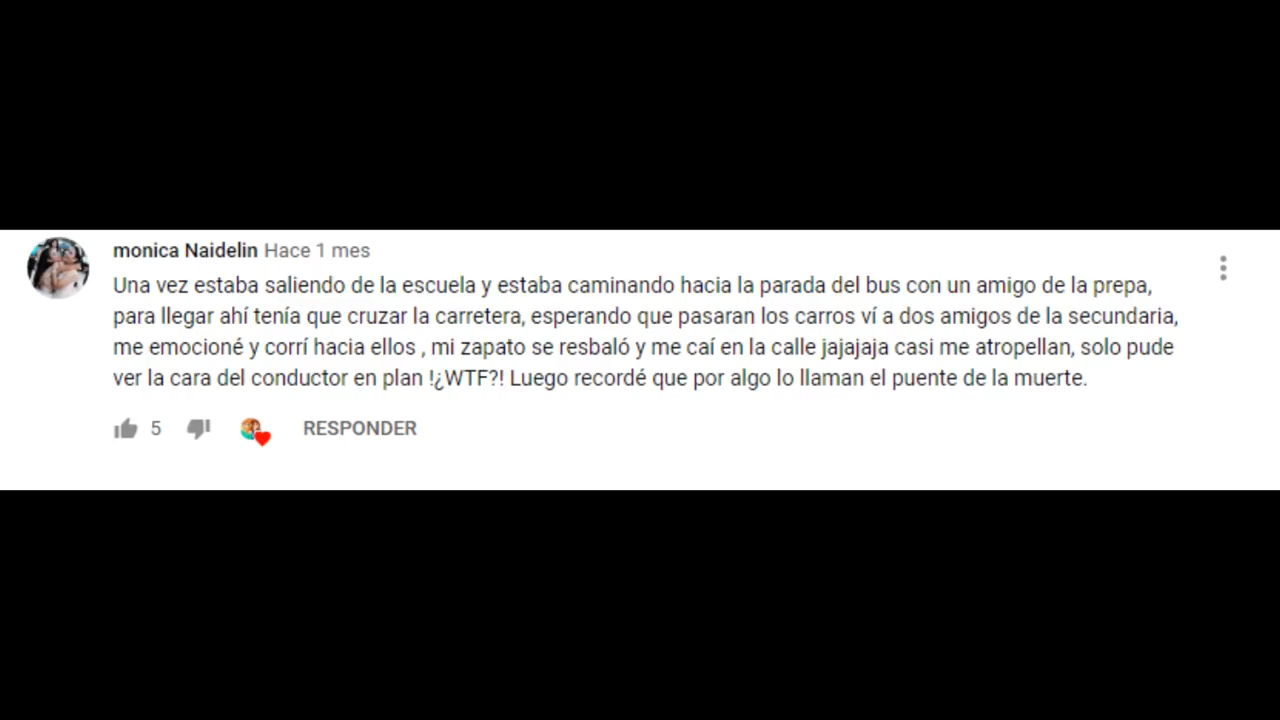 monica Naidelin Hace 1 mes
Una vez estaba saliendo de la escuela y estaba caminando hacia la parada del bus con un amigo de la prepa,
para llegar ahí tenía que cruzar la carretera, esperando que pasaran los carros ví a dos amigos de la secundaria,
me emocioné y corrí hacia ellos , mi zapato se resbaló y me caí en la calle jajajaja casi me atropellan, solo pude
ver la cara del conductor en plan !¿WTF?! Luego recordé que por algo lo llaman el puente de la muerte.
5 RESPONDER